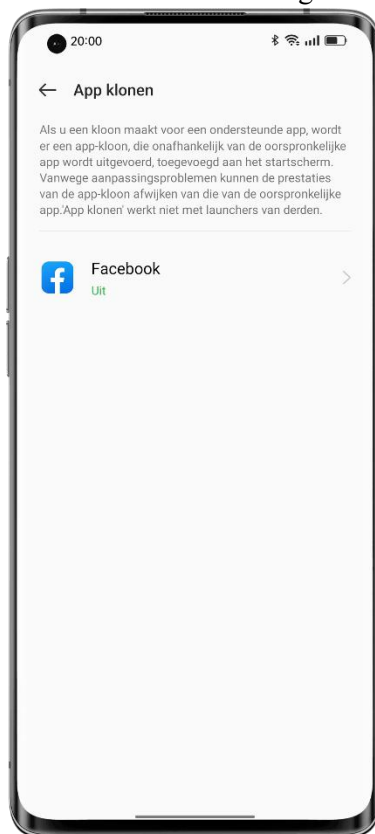 20:00
App klonen
Als u een kloon maakt voor een ondersteunde app, wordt
er een app-kloon, die onafhankelijk van de oorspronkelijke
app wordt uitgevoerd, toegevoegd aan het startscherm.
Vanwege aanpassingsproblemen kunnen de prestaties
van de app-kloon afwijken van die van de oorspronkelijke
app.'App klonen' werkt niet met launchers van derden.
Facebook
Uit